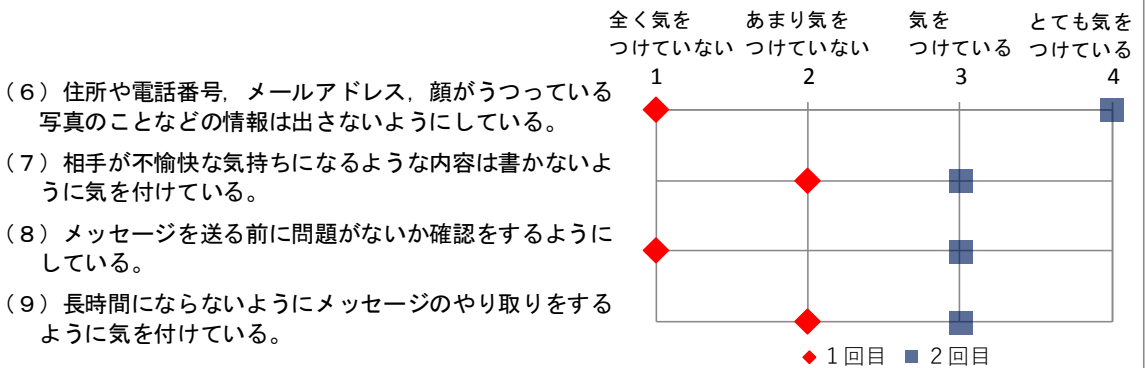 全く気を あまり気を 気を とても気を
つけていない つけていない つけている つけている
1 2 3 4
（６）住所や電話番号，メールアドレス，顔がうつっている
写真のことなどの情報は出さないようにしている。
（７）相手が不愉快な気持ちになるような内容は書かないよ
うに気を付けている。
（８）メッセージを送る前に問題がないか確認をするように
している。
（９）長時間にならないようにメッセージのやり取りをする
ように気を付けている。
1回目 2回目